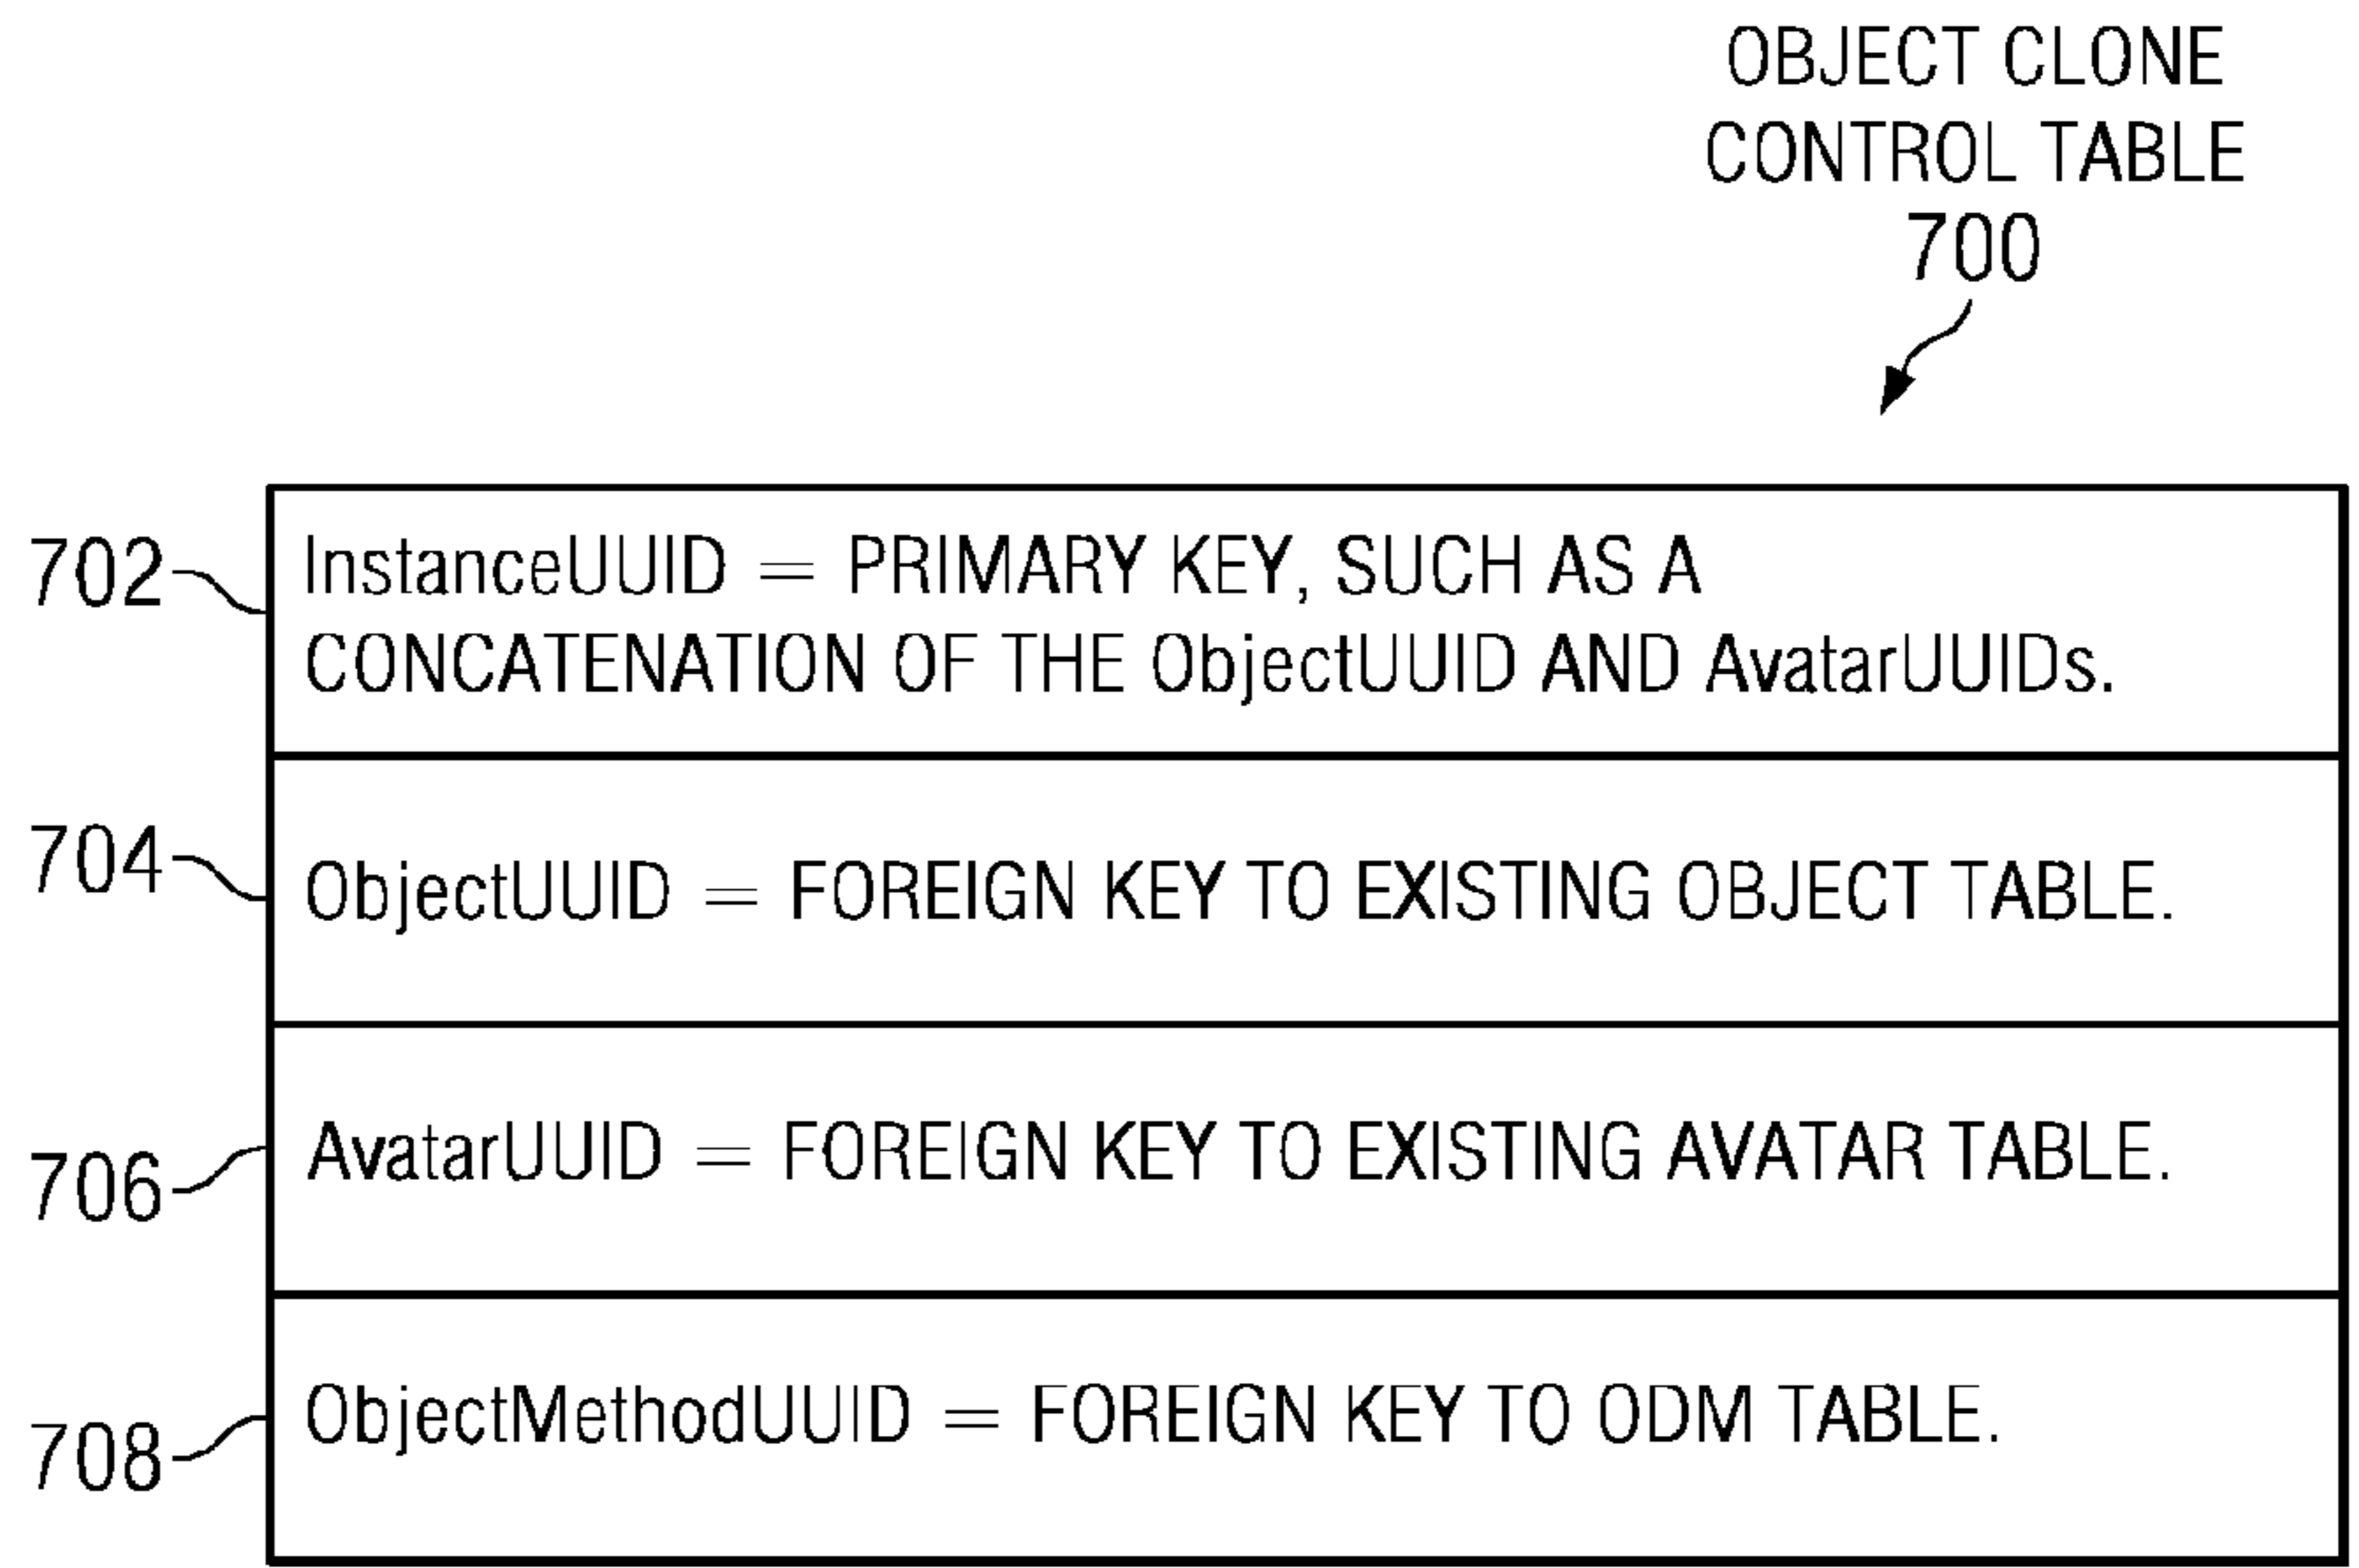 OBJECT CLONE
CONTROL TABLE
700
702
InstanceUUID = PRIMARY KEY, SUCH AS A
CONCATENATION OF THE ObjectUUID AND AvatarUUIDs.
704
ObjectUUID = FOREIGN KEY TO EXISTING OBJECT TABLE.
706
AvatarUUID = FOREIGN KEY TO EXISTING AVATAR TABLE.
708
ObjectMethodUUID = FOREIGN KEY TO ODM TABLE.